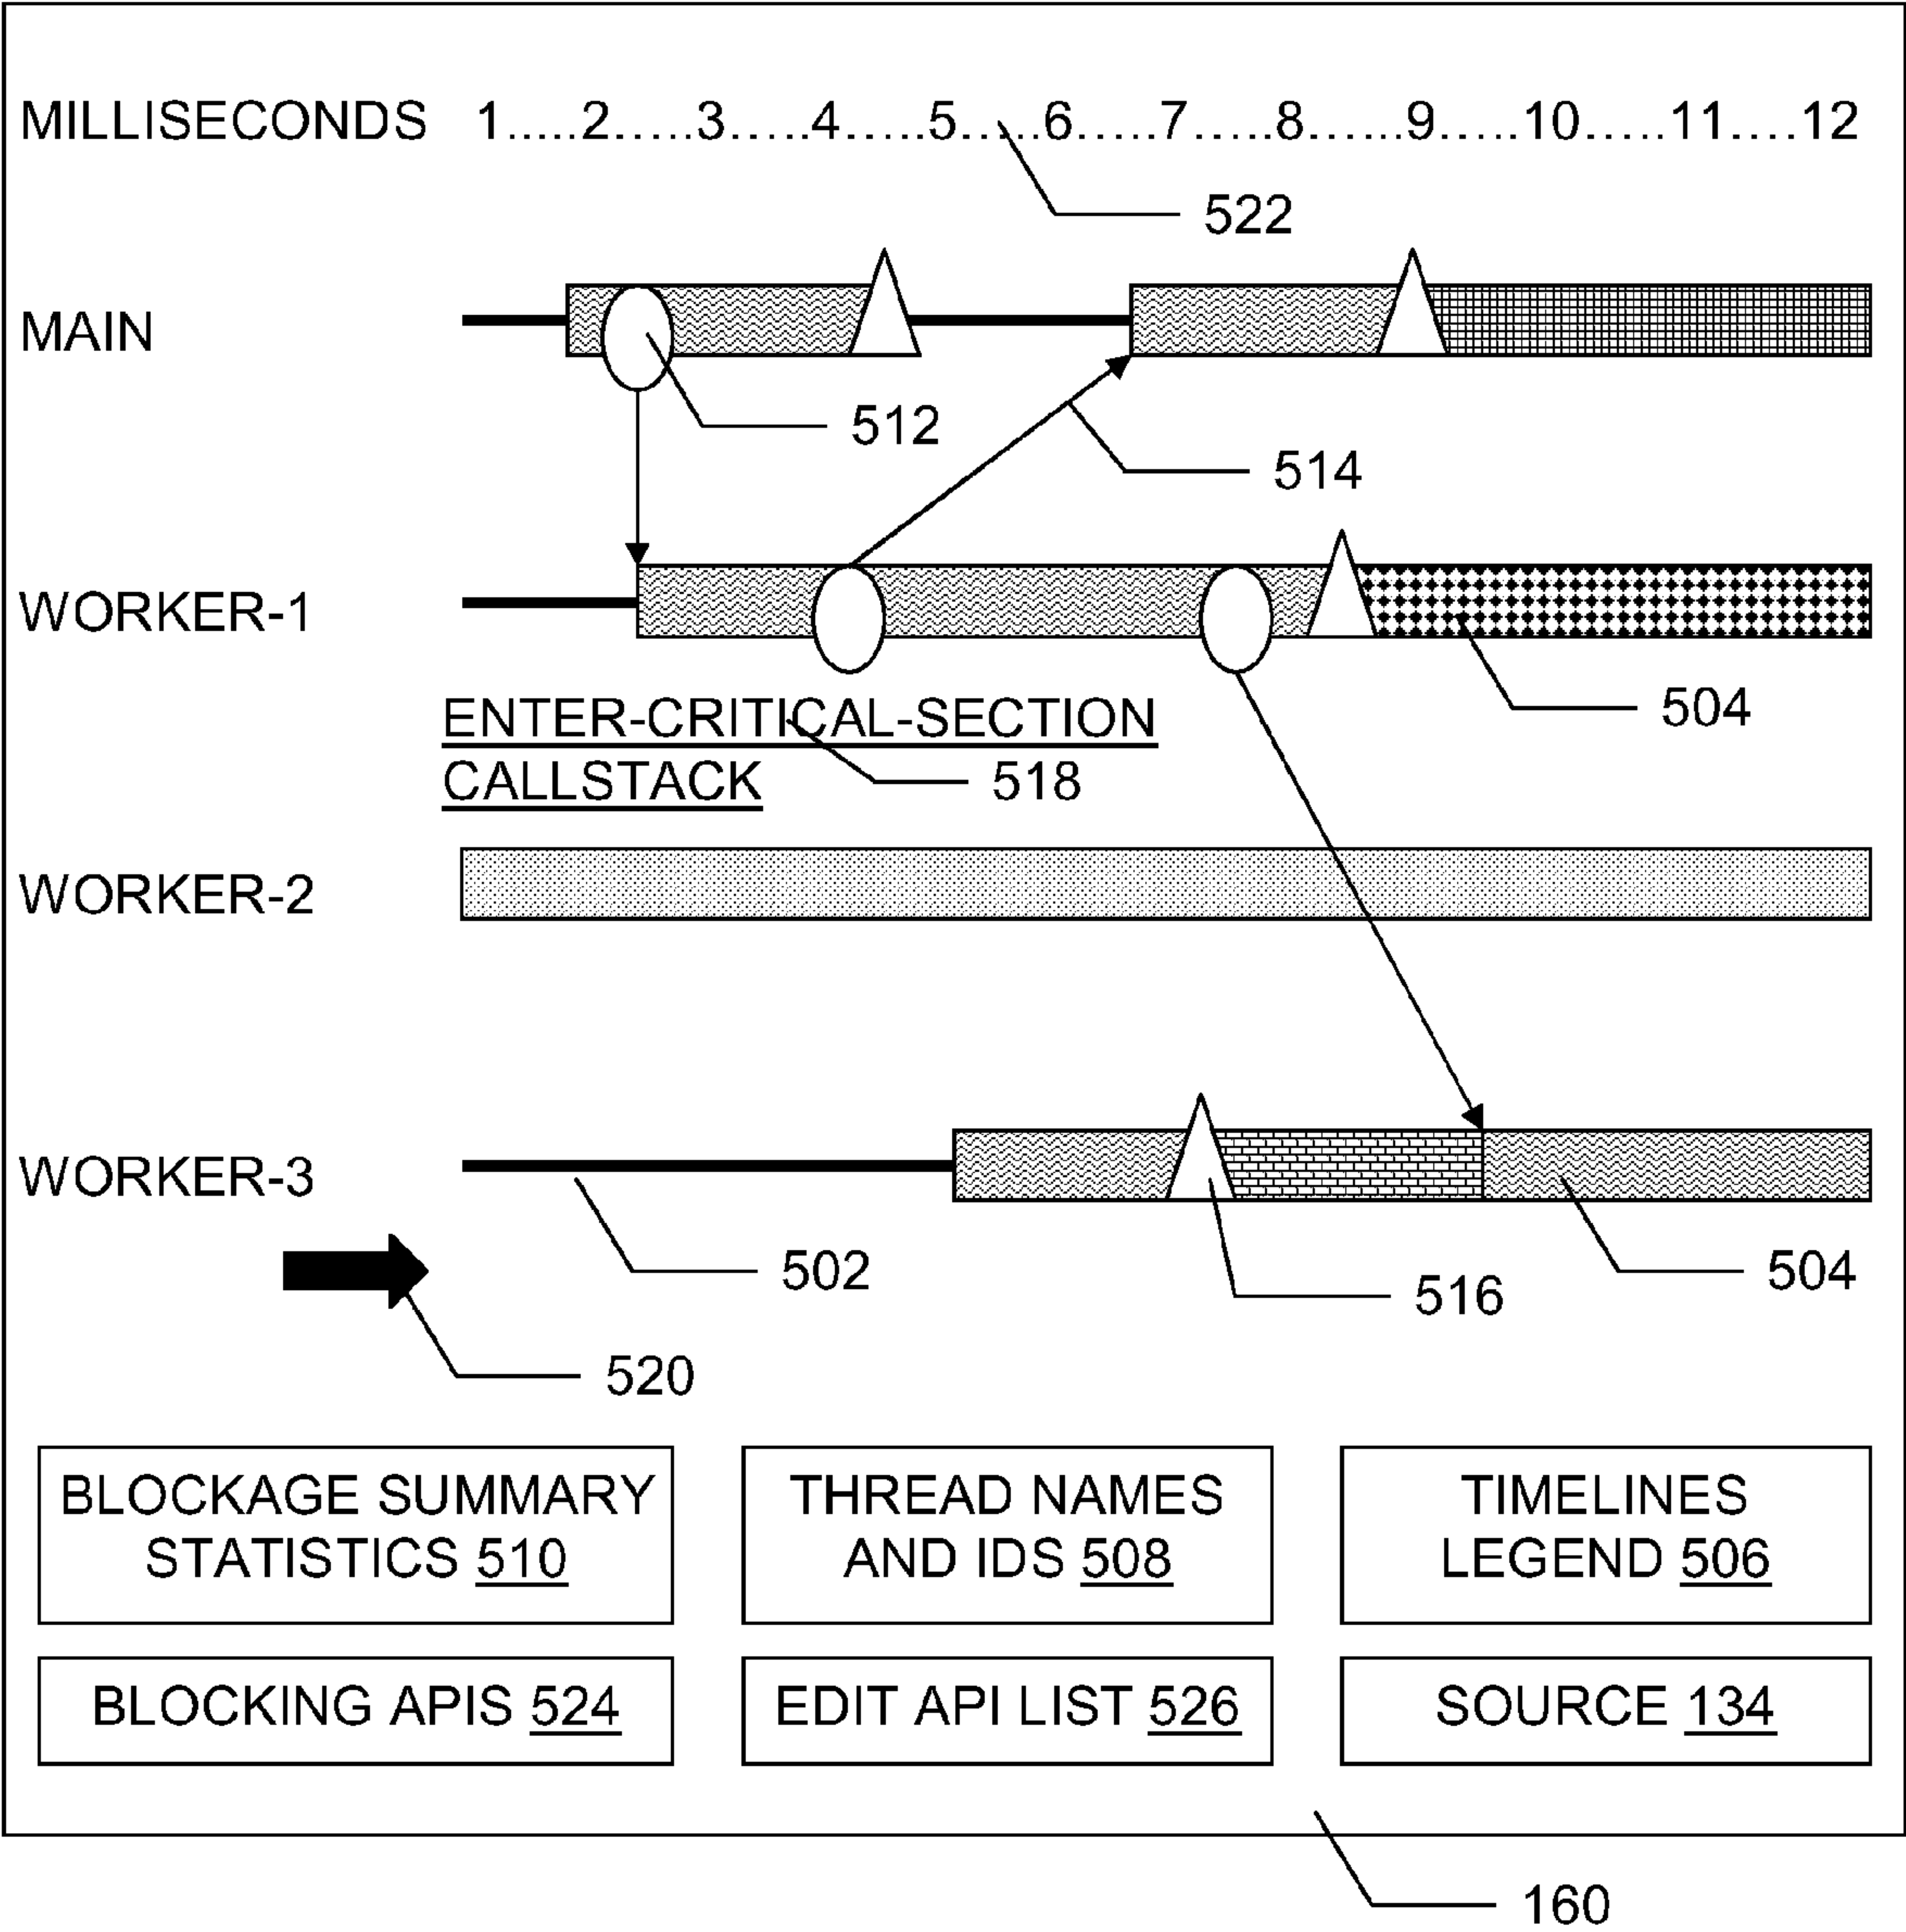 MILLISECONDS 1.....2.....3.....4.....5.....6.....7.....8......9.....10......11....12
522
MAIN
512
514
WORKER-1
504
ENTER-CRITICAL-SECTION
CALLSTACK
518
WORKER-2
WORKER-3
502
516
504
520
BLOCKAGE SUMMARY
STATISTICS 510
THREAD NAMES
AND IDS 508
TIMELINES
LEGEND 506
BLOCKING APIS 524
EDIT API LIST 526
SOURCE 134
160